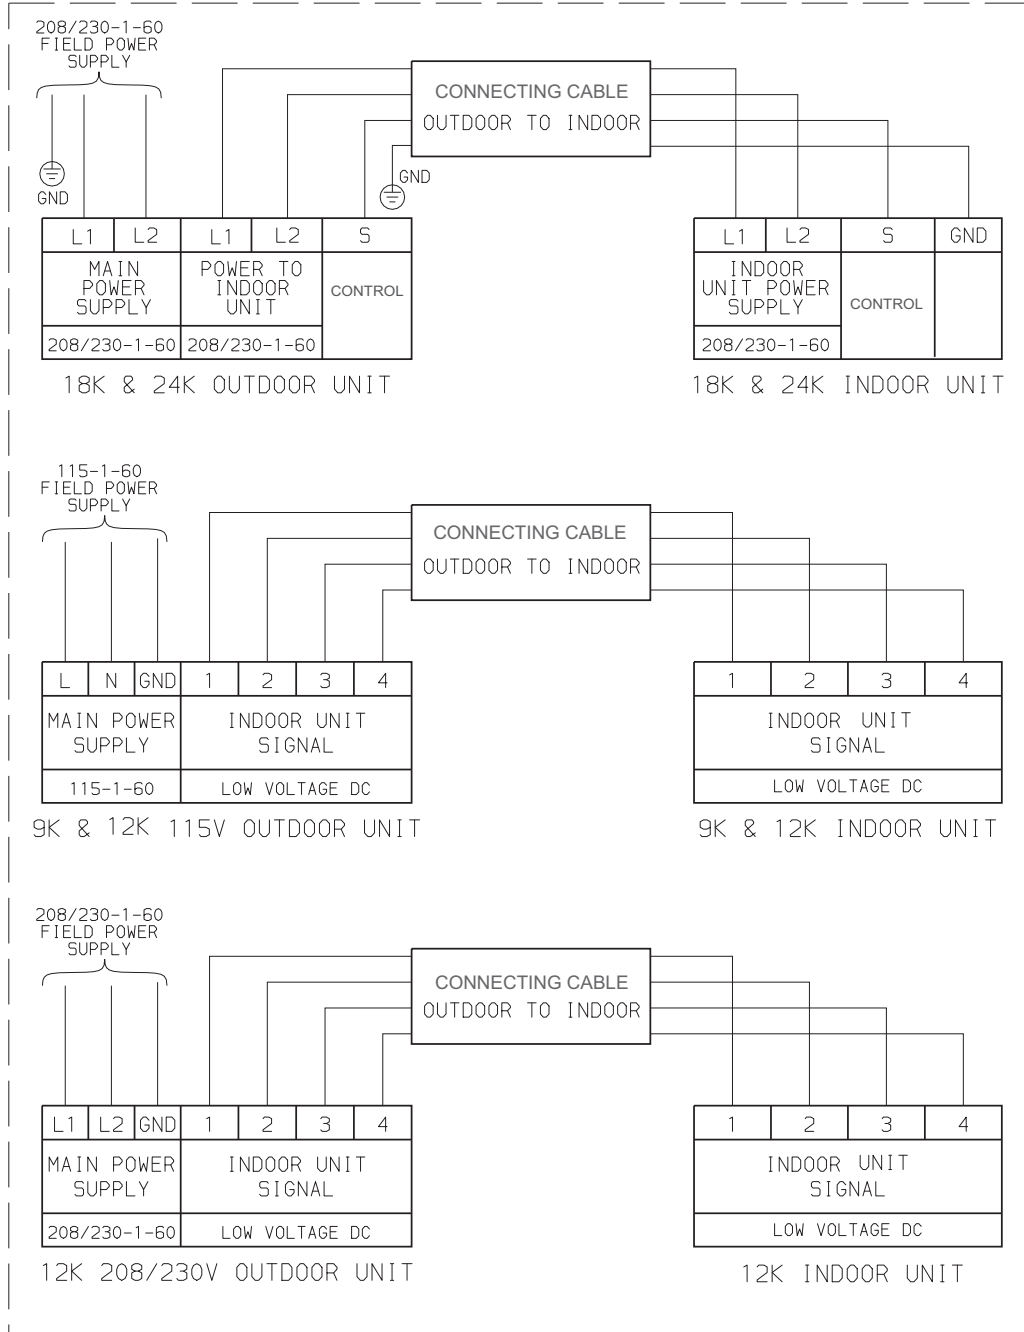 208/230-1-60
FIELD POWER
SUPPLY
CONNECTING CABLE
OUTDOOR TO INDOOR
GND
GND
L1 L2 L1 L2 S
MAIN
POWER
SUPPLY
POWER TO
INDOOR
UNIT
CONTROL
208/230-1-60 208/230-1-60
18K & 24K OUTDOOR UNIT
L1 L2 S GND
INDOOR
UNIT POWER
SUPPLY
CONTROL
208/230-1-60
18K & 24K INDOOR UNIT
115-1-60
FIELD POWER
SUPPLY
CONNECTING CABLE
OUTDOOR TO INDOOR
L N GND 1 2 3 4
MAIN POWER
SUPPLY
INDOOR UNIT
SIGNAL
115-1-60 LOW VOLTAGE DC
9K & 12K 115V OUTDOOR UNIT
1 2 3 4
INDOOR UNIT
SIGNAL
LOW VOLTAGE DC
9K & 12K INDOOR UNIT
208/230-1-60
FIELD POWER
SUPPLY
CONNECTING CABLE
OUTDOOR TO INDOOR
L1 L2 GND 1 2 3 4
MAIN POWER
SUPPLY
INDOOR UNIT
SIGNAL
208/230-1-60 LOW VOLTAGE DC
12K 208/230V OUTDOOR UNIT
1 2 3 4
INDOOR UNIT
SIGNAL
LOW VOLTAGE DC
12K INDOOR UNIT